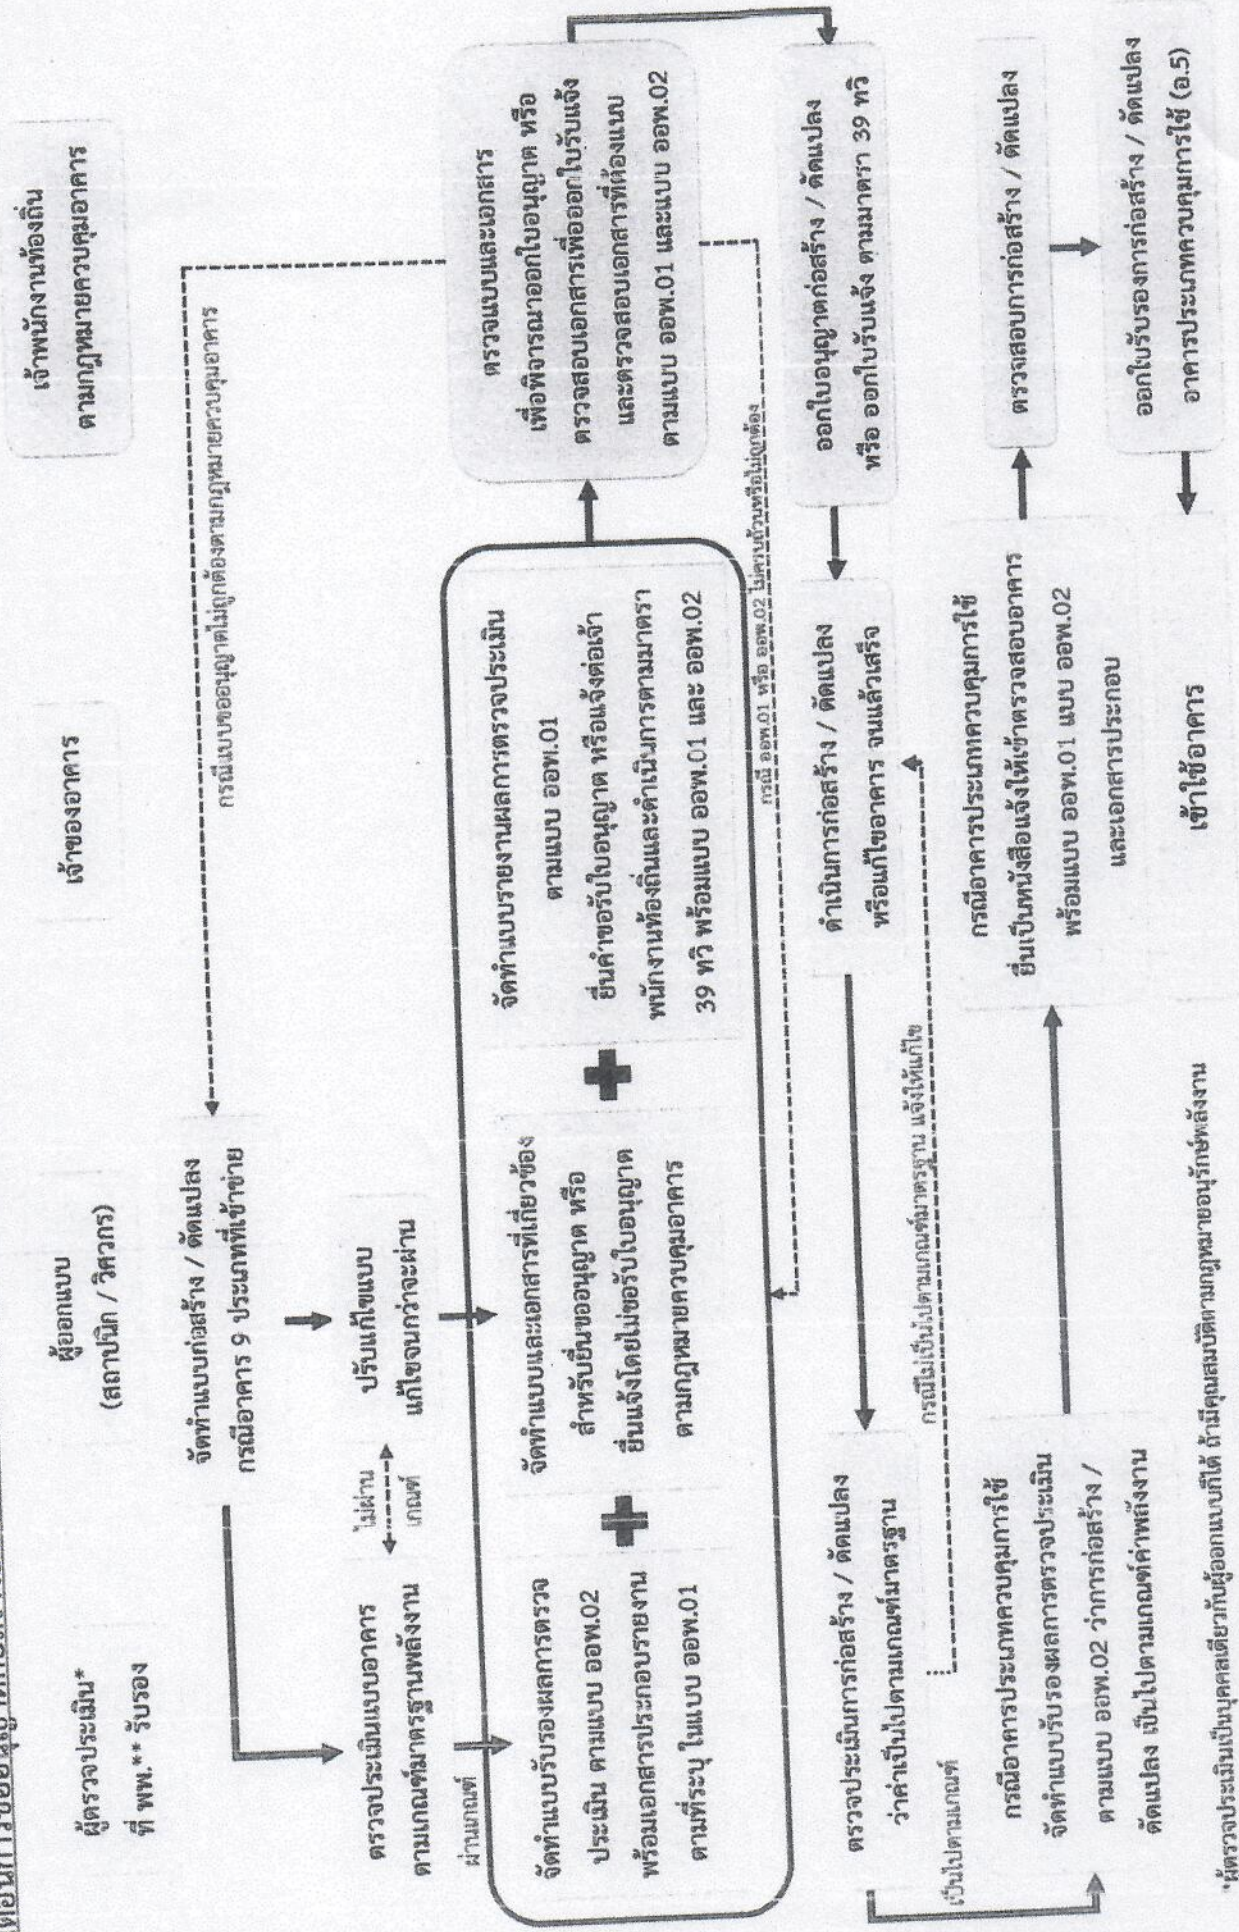 ผู้ตรวจประเมิน*
ที่ พพ.** รับรอง
ผู้ออกแบบ
(สถาปนิก / วิศวกร)
เจ้าของอาคาร
เจ้าพนักงานท้องถิ่น
ตามกฎหมายควบคุมอาคาร
จัดทำแบบก่อสร้าง / ดัดแปลง
กรณีอาคาร 9 ประเภทที่เข้าข่าย
กรณีแบบขออนุญาตไม่ถูกต้องตามกฎหมายควบคุมอาคาร
ตรวจประเมินแบบอาคาร
ตามเกณฑ์มาตรฐานพลังงาน
ไม่ผ่าน
เกณฑ์
ปรับแก้ไขแบบ
แก้ไขจนกว่าจะผ่าน
ผ่านเกณฑ์
จัดทำแบบรับรองผลการตรวจ
ประเมิน ตามแบบ ออพ.02
พร้อมเอกสารประกอบรายงาน
ตามที่ระบุ ในแบบ ออพ.01
จัดทำแบบและเอกสารที่เกี่ยวข้อง
สำหรับยื่นขออนุญาต หรือ
ยื่นแจ้งโดยไม่ขอรับใบอนุญาต
ตามกฎหมายควบคุมอาคาร
จัดทำแบบรายงานผลการตรวจประเมิน
ตามแบบ ออพ.01
ยื่นคำขอรับใบอนุญาต หรือแจ้งต่อเจ้า
พนักงานท้องถิ่นและดำเนินการตามมาตรา
39 ทวิ พร้อมแบบ ออพ.01 และ ออพ.02
ตรวจแบบและเอกสาร
เพื่อพิจารณาออกใบอนุญาต หรือ
ตรวจสอบเอกสารเพื่อออกใบรับแจ้ง
และตรวจสอบเอกสารที่ต้องแนบ
ตามแบบ ออพ.01 และแบบ ออพ.02
กรณี ออพ.01 หรือ ออพ.02 ไม่ครบถ้วนหรือไม่ถูกต้อง
ตรวจประเมินการก่อสร้าง / ดัดแปลง
ว่าค่าเป็นไปตามเกณฑ์มาตรฐาน
ดำเนินการก่อสร้าง / ดัดแปลง
หรือแก้ไขอาคาร จนแล้วเสร็จ
ออกใบอนุญาตก่อสร้าง / ดัดแปลง
หรือ ออกใบรับแจ้ง ตามมาตรา 39 ทวิ
กรณีไม่เป็นไปตามเกณฑ์มาตรฐาน แจ้งให้แก้ไข
เป็นไปตามเกณฑ์
กรณีอาคารประเภทควบคุมการใช้
จัดทำแบบรับรองผลการตรวจประเมิน
ตามแบบ ออพ.02 ว่าการก่อสร้าง /
ดัดแปลง เป็นไปตามเกณฑ์ค่าพลังงาน
กรณีอาคารประเภทควบคุมการใช้
ยื่นเป็นหนังสือแจ้งให้เข้าตรวจสอบอาคาร
พร้อมแบบ ออพ.01 แบบ ออพ.02
และเอกสารประกอบ
ตรวจสอบการก่อสร้าง / ดัดแปลง
เข้าใช้อาคาร
ออกใบรับรองการก่อสร้าง / ดัดแปลง
อาคารประเภทควบคุมการใช้ (อ.5)
*ผู้ตรวจประเมินเป็นบุคคลเดียวกับผู้ออกแบบก็ได้ ถ้ามีคุณสมบัติตามกฎหมายอนุรักษ์พลังงาน